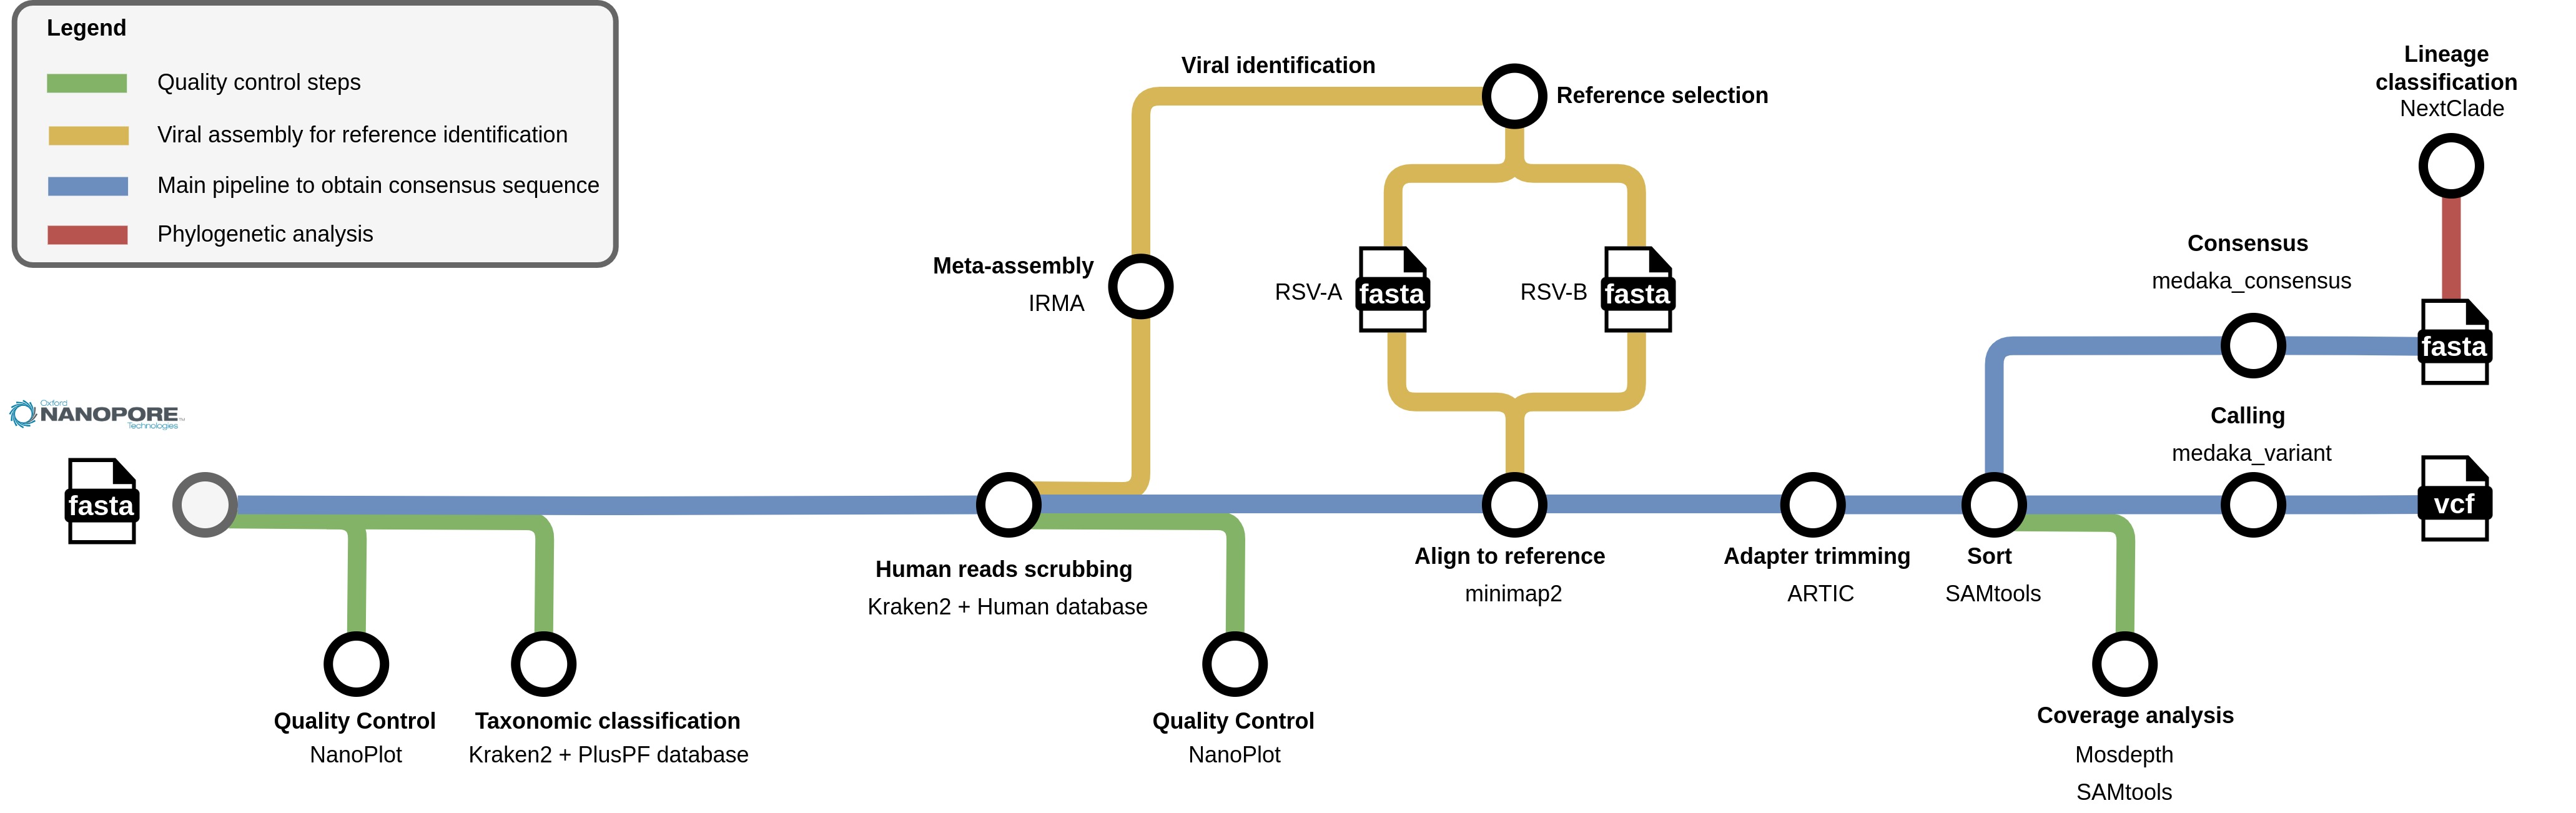 Legend
Quality control steps
Viral assembly for reference identification
Main pipeline to obtain consensus sequence
Phylogenetic analysis
Viral identification
Reference selection
Lineage
classification
NextClade
Meta-assembly
IRMA
RSV-A
fasta
RSV-B
fasta
Consensus
medaka_consensus
fasta
Oxford
NANOPORE
Technologies
fasta
Calling
medaka_variant
vcf
Human reads scrubbing
Kraken2 + Human database
Align to reference
minimap2
Adapter trimming
ARTIC
Sort
SAMtools
Quality Control
NanoPlot
Taxonomic classification
Kraken2 + PlusPF database
Quality Control
NanoPlot
Coverage analysis
Mosdepth
SAMtools